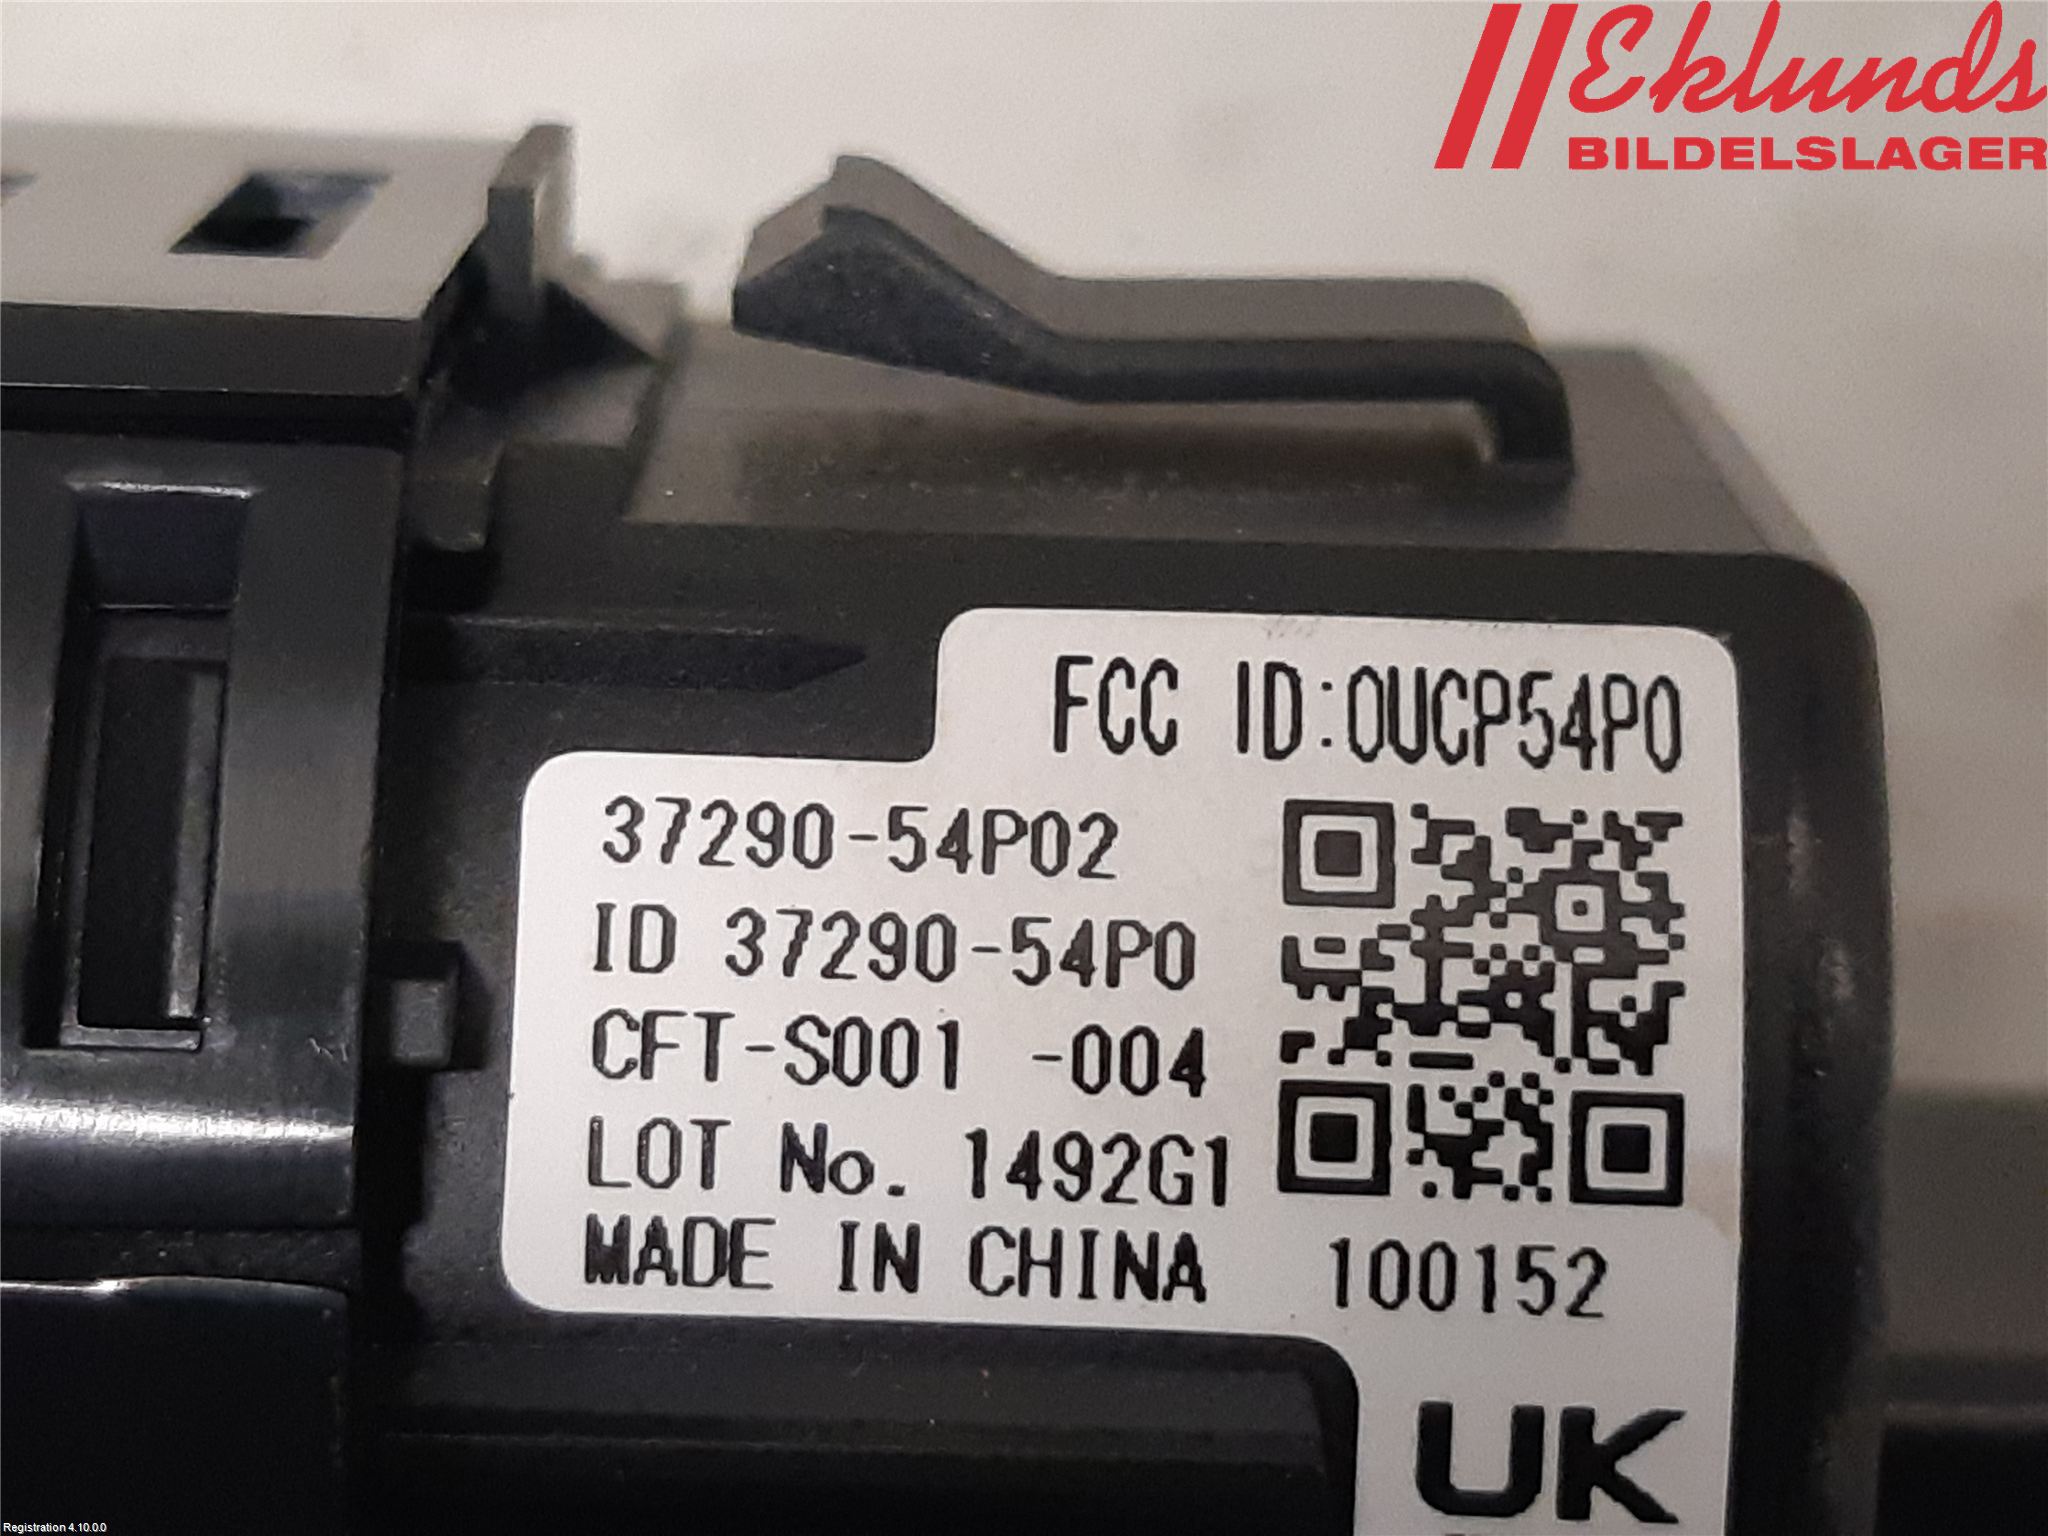 Eklunds
BILDELSLAGER
FCC ID:0UCP54P0
37290-54P02
ID 37290-54P0
CFT-S001 -004
LOT No. 1492G1
MADE IN CHINA 100152
UK
Registration 4.10.0.0